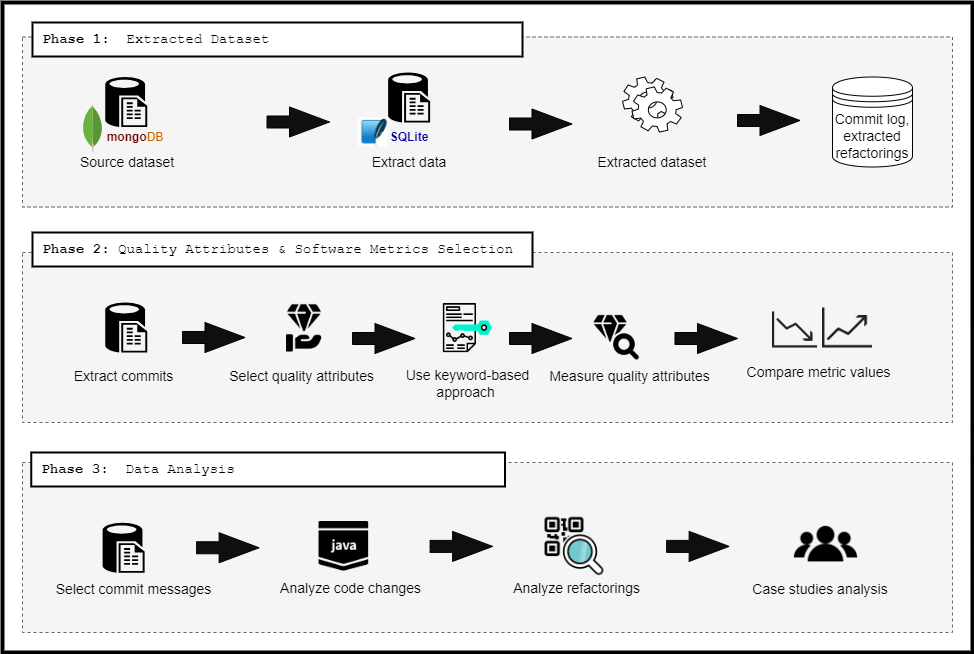 Phase 1: Extracted Dataset
mongoDB
Source dataset
SQLite
Extract data
Extracted dataset
Commit log,
extracted
refactorings
Phase 2: Quality Attributes & Software Metrics Selection
Extract commits
Select quality attributes
Use keyword-based
approach
Measure quality attributes
Compare metric values
Phase 3: Data Analysis
Select commit messages
java
Analyze code changes
Analyze refactorings
Case studies analysis